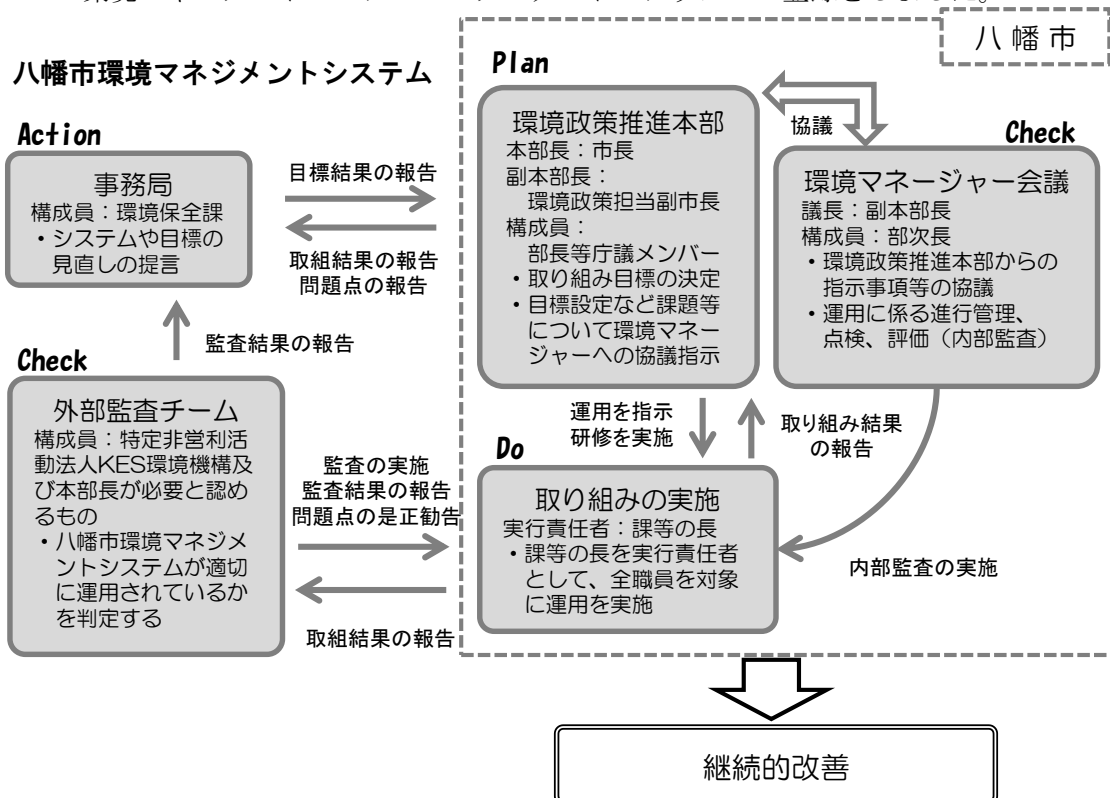 八幡市
八幡市環境マネジメントシステム
Plan
環境政策推進本部
本部長：市長
副本部長：
環境政策担当副市長
構成員：
部長等庁議メンバー
・取り組み目標の決定
・目標設定など課題等
について環境マネー
ジャーへの協議指示
協議
Check
環境マネージャー会議
議長：副本部長
構成員：部次長
・環境政策推進本部からの
指示事項等の協議
・運用に係る進行管理、
点検、評価（内部監査）
Action
事務局
構成員：環境保全課
・システムや目標の
見直しの提言
目標結果の報告
取組結果の報告
問題点の報告
監査結果の報告
Check
外部監査チーム
構成員：特定非営利活
動法人KES環境機構及
び本部長が必要と認め
るもの
・八幡市環境マネジメ
ントシステムが適切
に運用されているか
を判定する
監査の実施
監査結果の報告
問題点の是正勧告
取組結果の報告
運用を指示
研修を実施
取り組み結果
の報告
Do
取り組みの実施
実行責任者：課等の長
・課等の長を実行責任者
として、全職員を対象
に運用を実施
内部監査の実施
継続的改善